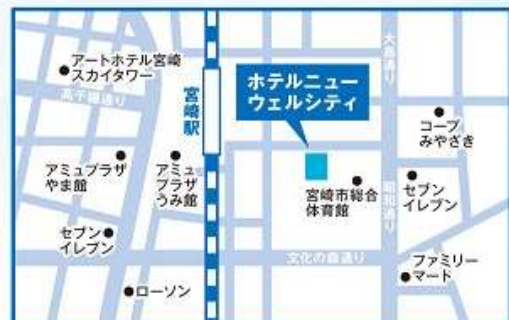 アートホテル宮崎
スカイタワー
高千穂通り
宮崎駅
ホテルニュー
ウェルシティ
大島通り
コープ
みやざき
アミュプラザ
やま館
アミュ
プラザ
うみ館
宮崎市総合
体育館
昭和通り
セブン
イレブン
セブン
イレブン
文化の森通り
ファミリー
マート
ローソン